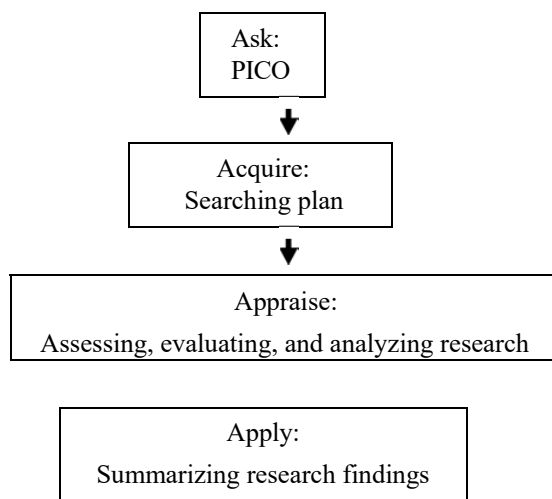 Ask:
PICO
Acquire:
Searching plan
Appraise:
Assessing, evaluating, and analyzing research
Apply:
Summarizing research findings